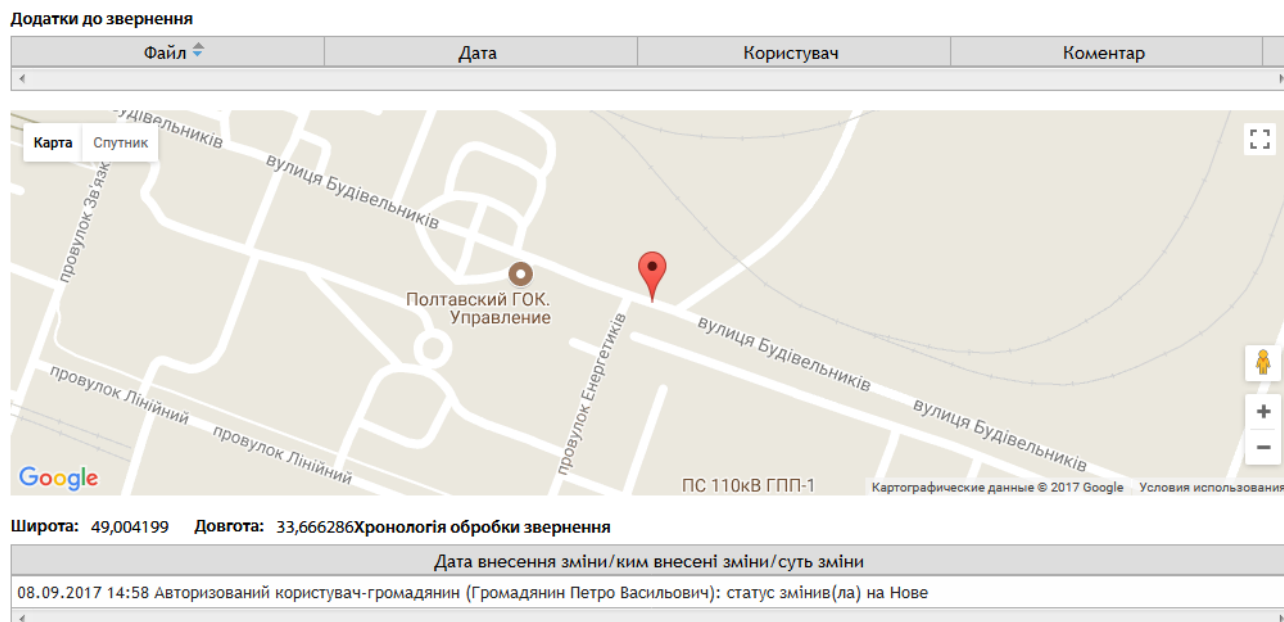 Додатки до звернення
Файл Дата Користувач Коментар
Карта Спутник
удівельників
вулиця Будівельників
провулок Зв'язк
Полтавский ГОК.
Управление
вулиця Будівельників
провулок Енергетиків
провулок Лінійний
вулиця Будівельників
провулок Лінійний
Google
ПС 110кВ ГПП-1
Картографические данные © 2017 Google Условия использования
Широта: 49,004199 Довгота: 33,666286Хронологія обробки звернення
Дата внесення зміни/ким внесені зміни/суть зміни
08.09.2017 14:58 Авторизований користувач-громадянин (Громадянин Петро Васильович): статус змінив(ла) на Нове